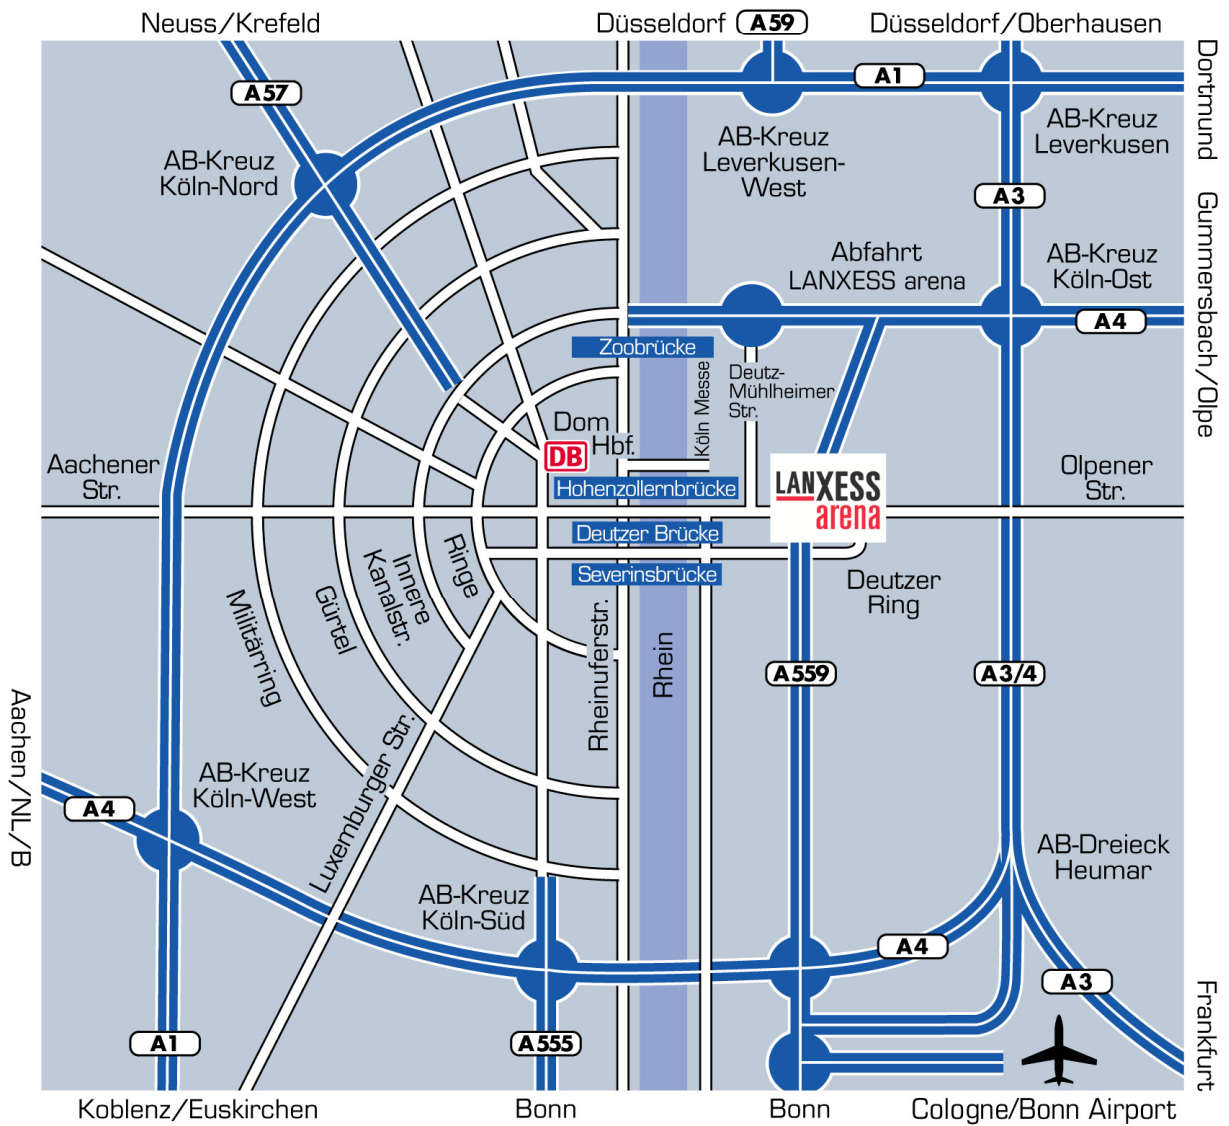 Neuss/Krefeld
Düsseldorf
A59
Düsseldorf/Oberhausen
Dortmund
A57
A1
AB-Kreuz
Köln-Nord
AB-Kreuz
Leverkusen-
West
AB-Kreuz
Leverkusen
A3
Gummersbach/Olpe
Abfahrt
LANXESS arena
AB-Kreuz
Köln-Ost
A4
Zoobrücke
Köln Messe
Deutz-
Mühlheimer
Str.
Dom
Hbf.
DB
Aachener
Str.
Hohenzollernbrücke
LANXESS
arena
Olpener
Str.
Deutzer Brücke
Severinsbrücke
Ringe
Innere
Kanalstr.
Gürtel
Militärring
Deutzer
Ring
Rheinuferstr.
Rhein
A559
A3/4
Luxemburger Str.
Aachen/NL/B
AB-Kreuz
Köln-West
A4
AB-Kreuz
Köln-Süd
AB-Dreieck
Heumar
A4
A3
Frankfurt
A1
A555
Koblenz/Euskirchen
Bonn
Bonn
Cologne/Bonn Airport